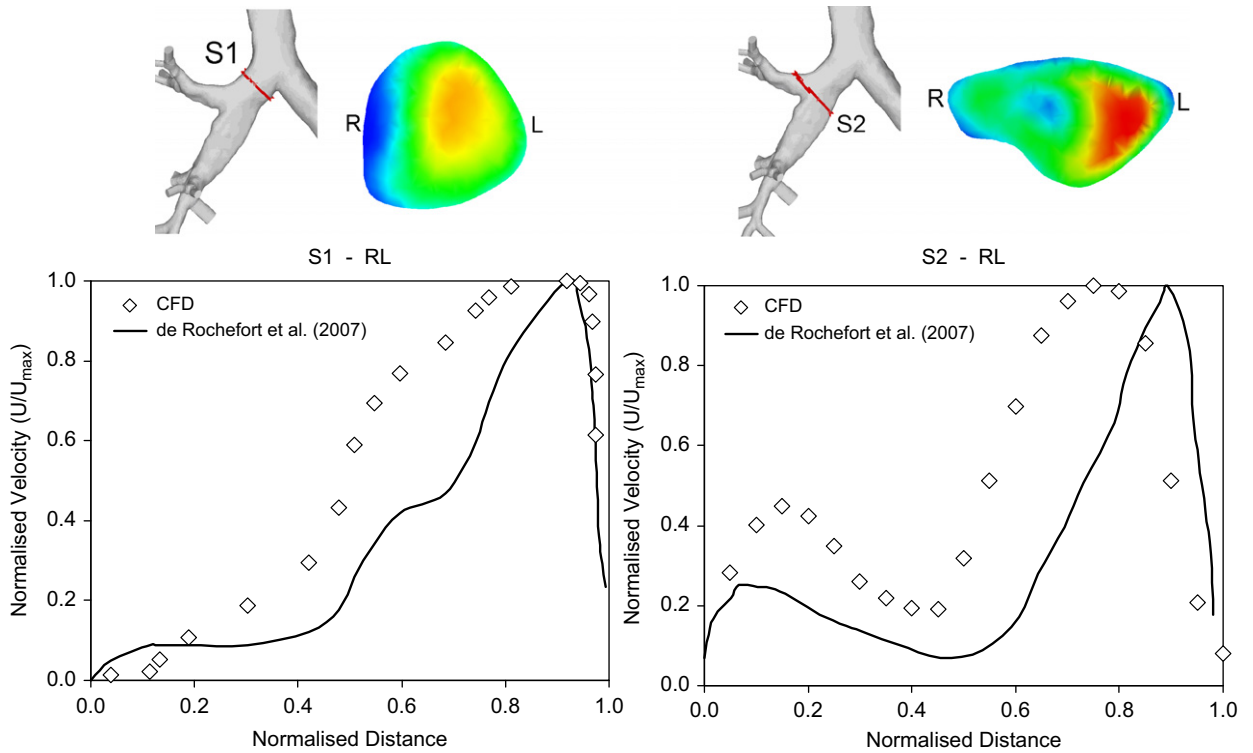 S1
R
L
S2
R
L
S1 - RL
1.0
0.8
0.6
0.4
0.2
0.0
Normalised Velocity (U/Umax)
CFD
de Rochefort et al. (2007)
0.0 0.2 0.4 0.6 0.8 1.0
Normalised Distance
S2 - RL
1.0
0.8
0.6
0.4
0.2
0.0
Normalised Velocity (U/Umax)
CFD
de Rochefort et al. (2007)
0.0 0.2 0.4 0.6 0.8 1.0
Normalised Distance